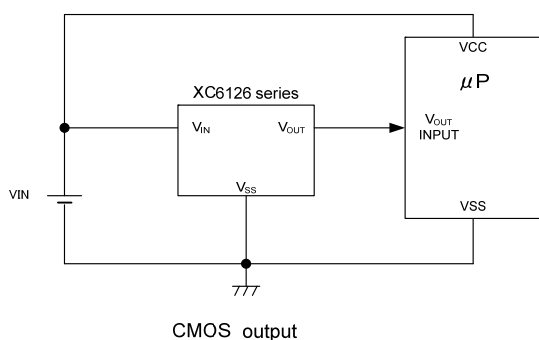 VCC
μP
XC6126 series
VIN
VOUT
VOUT
INPUT
VIN
VSS
VSS
CMOS output